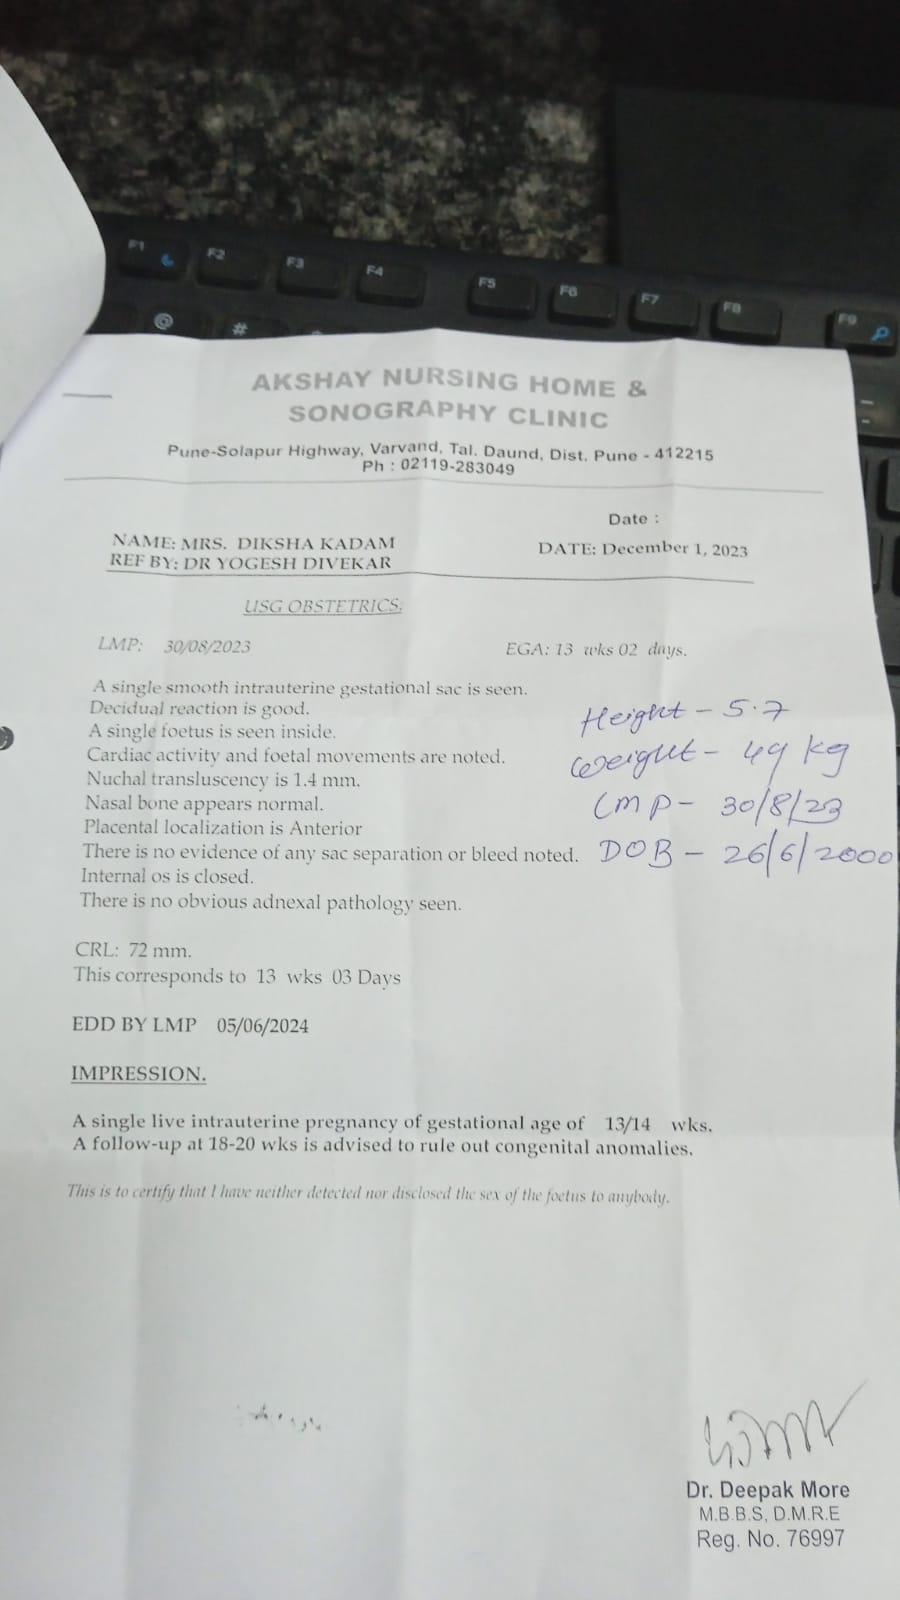 F1 F2 F3 F4 F5 F6 F7 F8 F9
@ #
AKSHAY NURSING HOME &
SONOGRAPHY CLINIC
Pune-Solapur Highway, Varvand, Tal. Daund, Dist. Pune - 412215
Ph : 02119-283049
Date :
NAME: MRS. DIKSHA KADAM
DATE: December 1, 2023
REF BY: DR YOGESH DIVEKAR
USG OBSTETRICS:
LMP: 30/08/2023
EGA: 13 wks 02 days.
A single smooth intrauterine gestational sac is seen.
Decidual reaction is good.
A single foetus is seen inside.
Cardiac activity and foetal movements are noted.
Nuchal transluscency is 1.4 mm.
Nasal bone appears normal.
Placental localization is Anterior
There is no evidence of any sac separation or bleed noted.
Internal os is closed.
There is no obvious adnexal pathology seen.
Height - 5.7
weight - 49 kg
LMP - 30/8/23
DOB - 26/6/2000
CRL: 72 mm.
This corresponds to 13 wks 03 Days
EDD BY LMP 05/06/2024
IMPRESSION.
A single live intrauterine pregnancy of gestational age of 13/14 wks.
A follow-up at 18-20 wks is advised to rule out congenital anomalies.
This is to certify that I have neither detected nor disclosed the sex of the foetus to anybody.
Dr. Deepak More
M.B.B.S, D.M.R.E
Reg. No. 76997